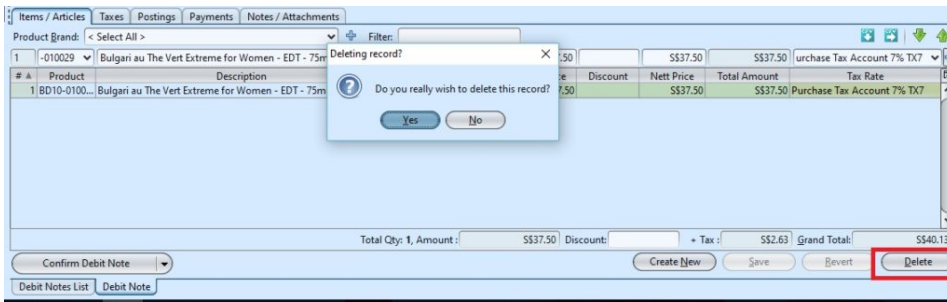 Items / Articles Taxes Postings Payments Notes / Attachments
Product Brand: < Select All > Filter:
1 -010029 Bulgari au The Vert Extreme for Women - EDT - 75m .50 S$37.50 S$37.50 urchase Tax Account 7% TX7
# Product Description Discount Nett Price Total Amount Tax Rate
1 BD10-0100... Bulgari au The Vert Extreme for Women - EDT - 75m .50 S$37.50 S$37.50 Purchase Tax Account 7% TX7
Deleting record?
Do you really wish to delete this record?
Yes No
Total Qty: 1, Amount : S$37.50 Discount: + Tax : S$2.63 Grand Total: S$40.13
Confirm Debit Note Create New Save Revert Delete
Debit Notes List Debit Note